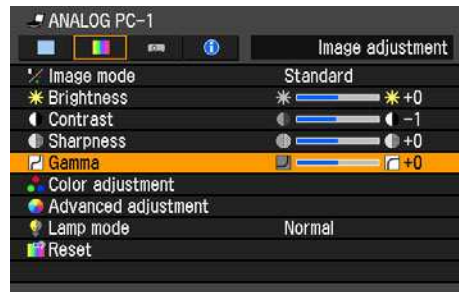 ANALOG PC-1
Image adjustment
Image mode Standard
Brightness +0
Contrast -1
Sharpness +0
Gamma +0
Color adjustment
Advanced adjustment
Lamp mode Normal
Reset